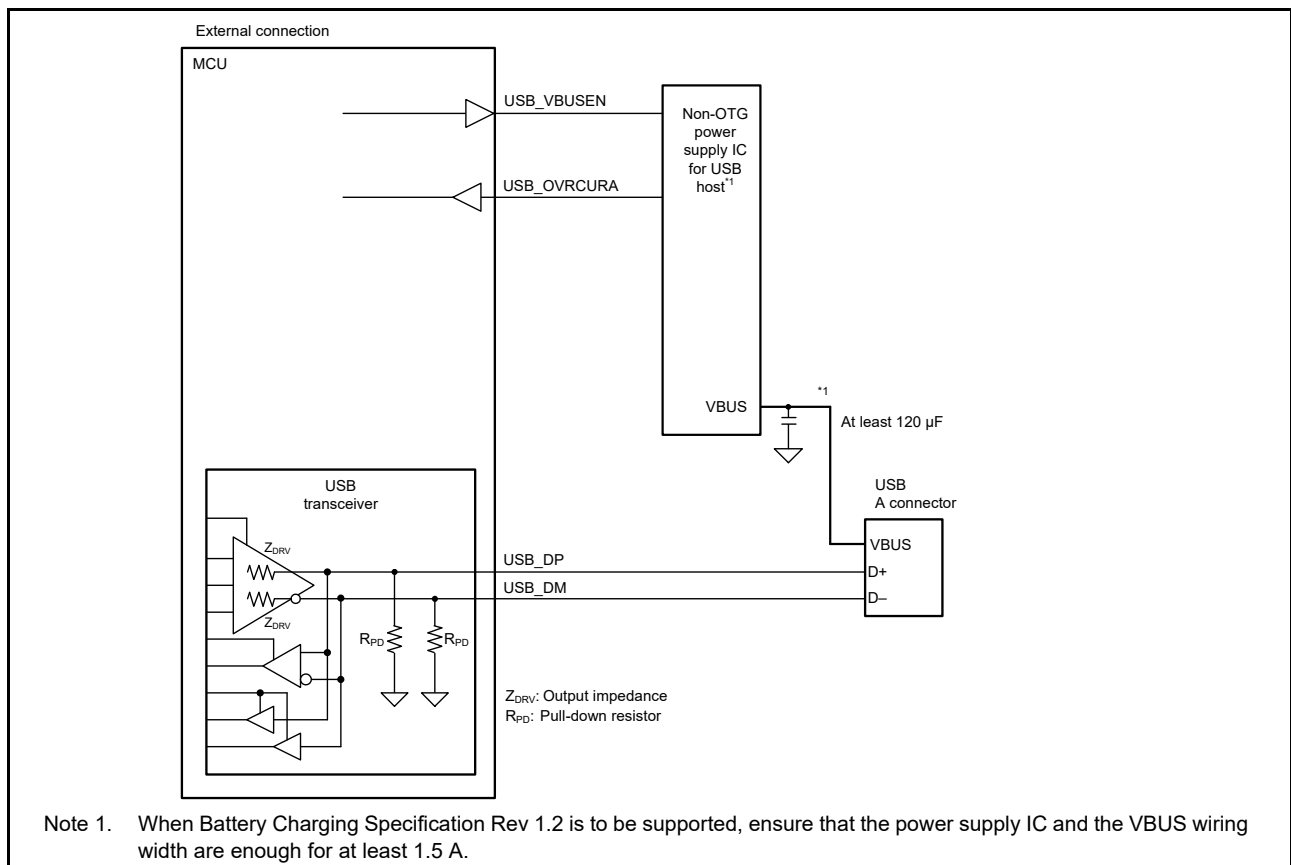 External connection
MCU
USB_VBUSEN
USB_OVRCURA
Non-OTG
power
supply IC
for USB
host*1
VBUS
*1
At least 120 µF
USB
A connector
VBUS
D+
D–
USB
transceiver
ZDRV
ZDRV
USB_DP
USB_DM
RPD
RPD
ZDRV: Output impedance
RPD: Pull-down resistor
Note 1. When Battery Charging Specification Rev 1.2 is to be supported, ensure that the power supply IC and the VBUS wiring
width are enough for at least 1.5 A.